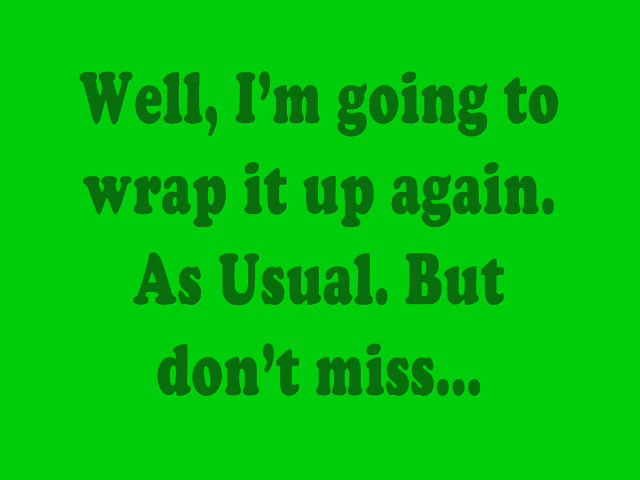 Well, I’m going to
wrap it up again.
As Usual. But
don’t miss...